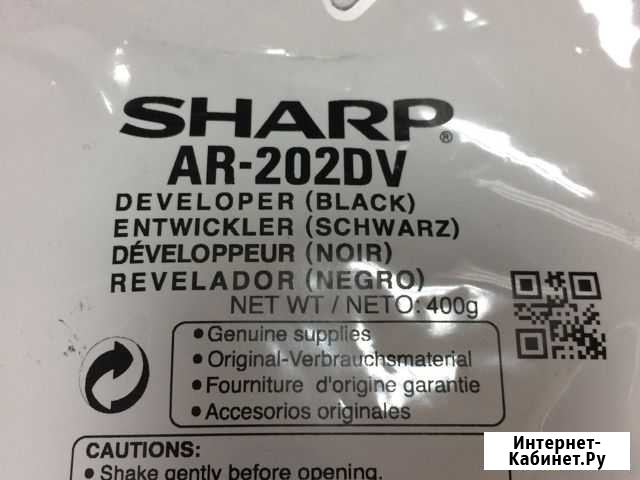 SHARP®
AR-202DV
DEVELOPER (BLACK)
ENTWICKLER (SCHWARZ)
DÉVELOPPEUR (NOIR)
REVELADOR (NEGRO)
NET WT / NETO: 400g
• Genuine supplies
• Original-Verbrauchsmaterial
• Fourniture d'origine garantie
• Accesorios originales
CAUTIONS:
• Shake gently before opening.
Интернет-
Кабинет.Ру